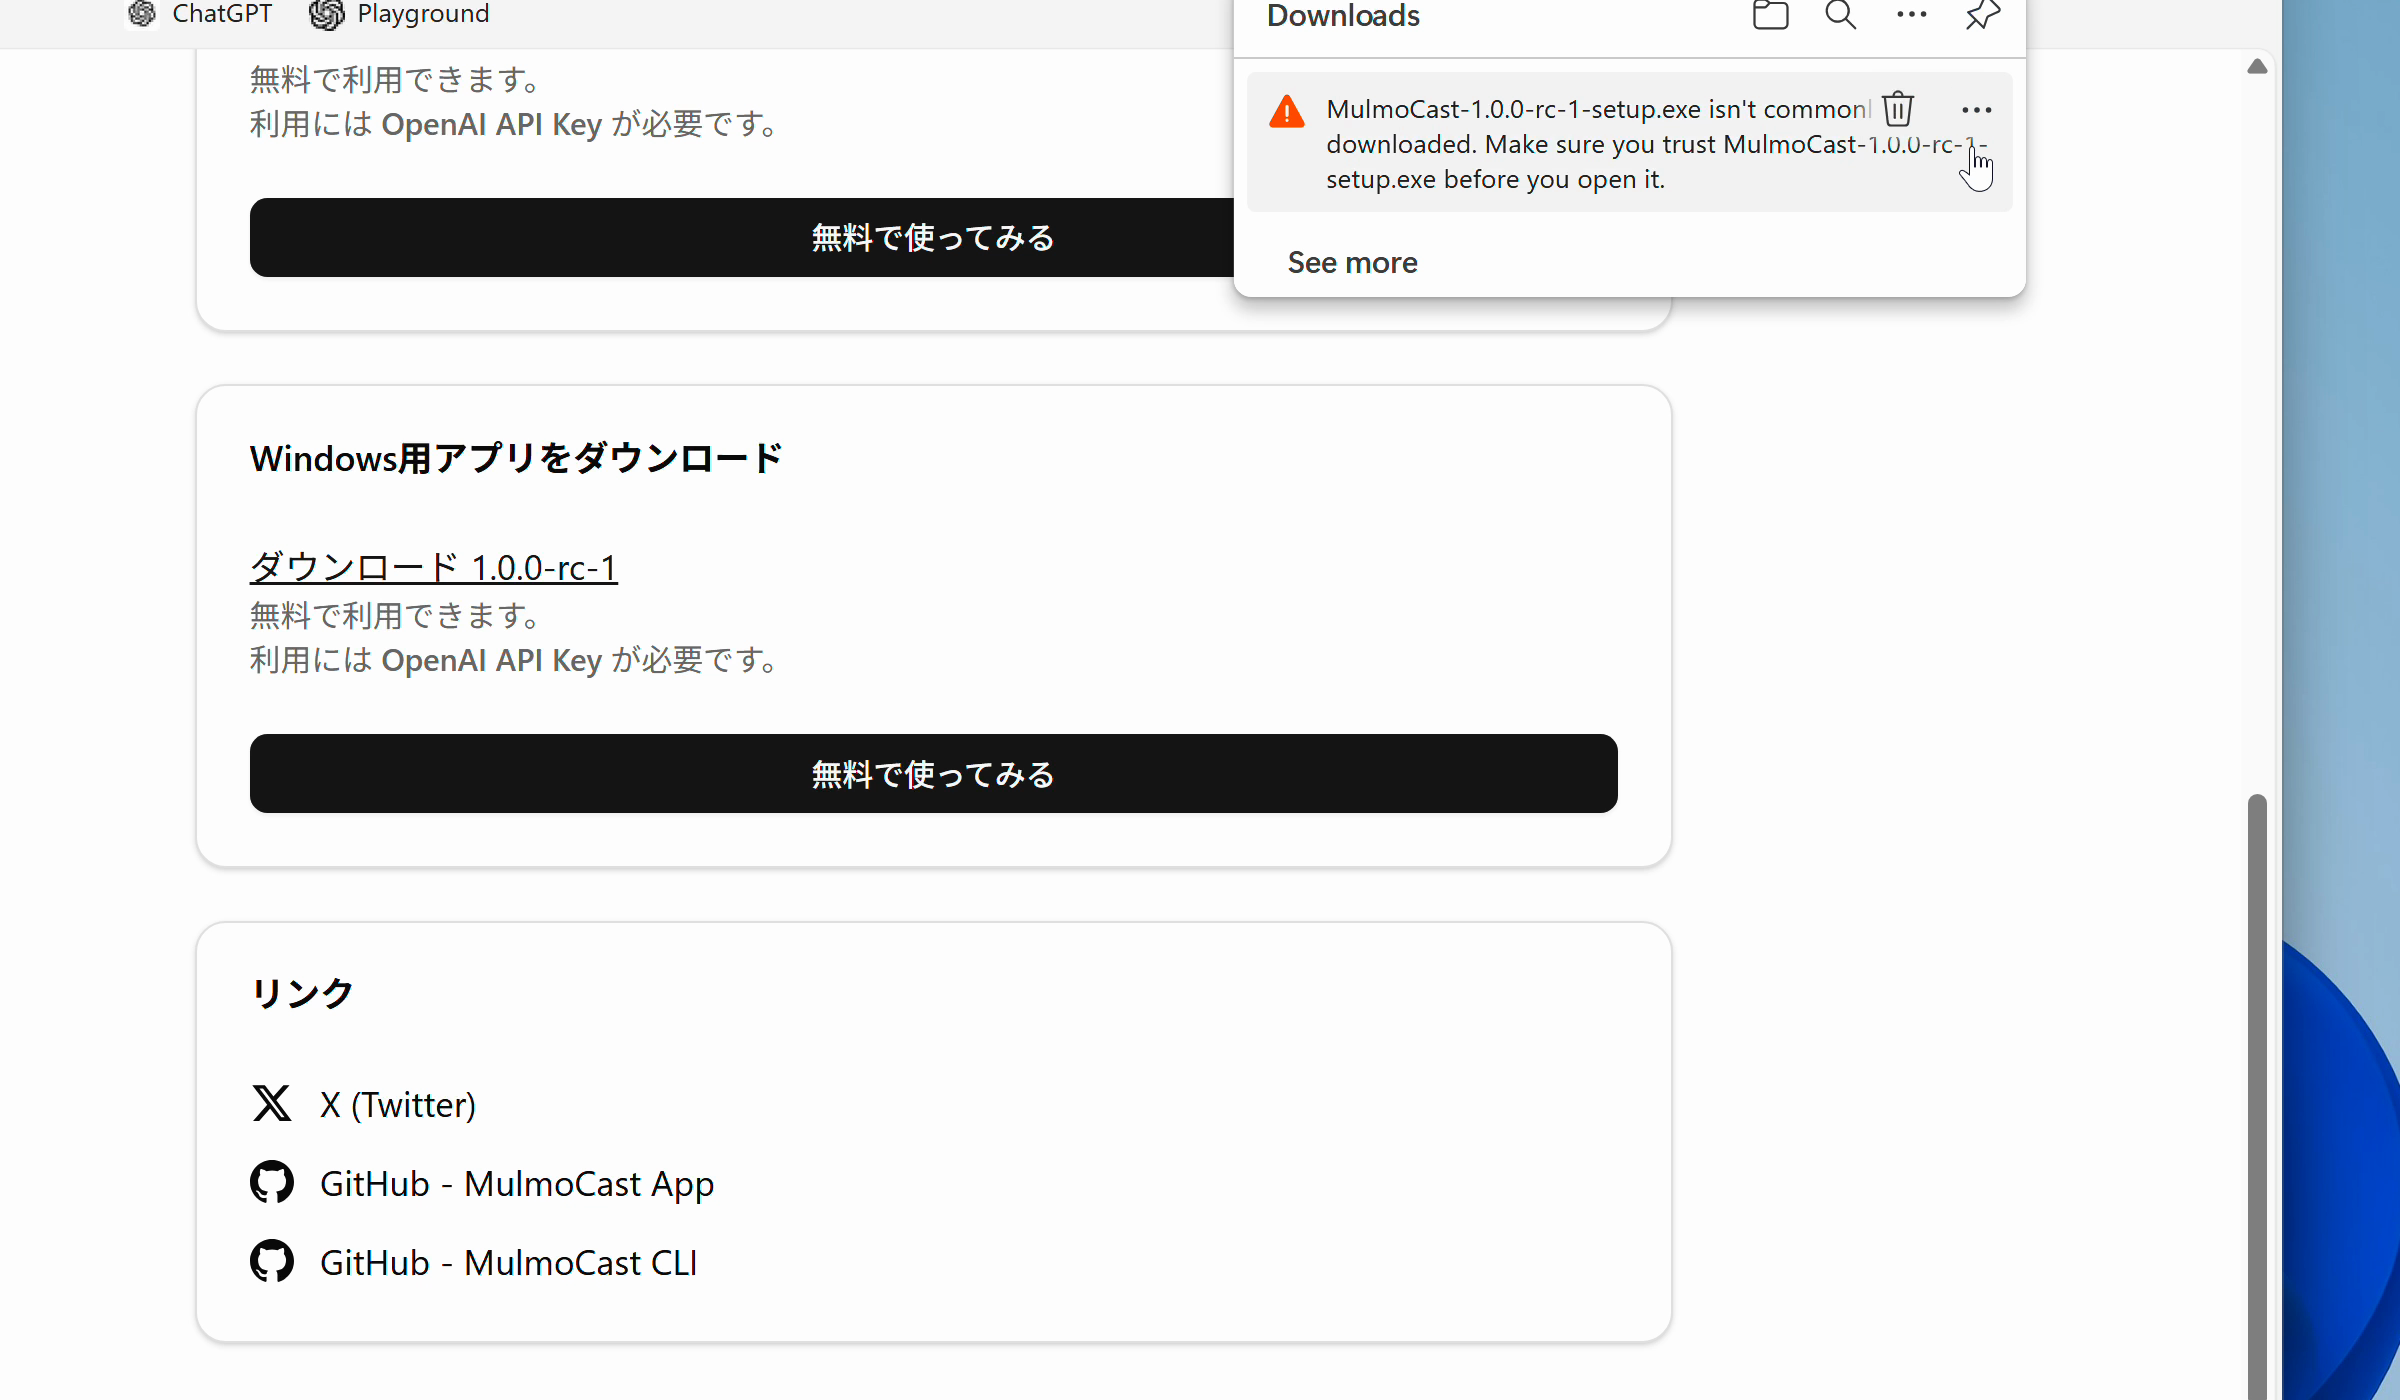 ChatGPT
Playground
Downloads
MulmoCast-1.0.0-rc-1-setup.exe isn't commonl
downloaded. Make sure you trust MulmoCast-1.0.0-rc-1-
setup.exe before you open it.
See more
無料で利用できます。
利用には OpenAI API Key が必要です。
無料で使ってみる
Windows用アプリをダウンロード
ダウンロード 1.0.0-rc-1
無料で利用できます。
利用には OpenAI API Key が必要です。
無料で使ってみる
リンク
X (Twitter)
GitHub - MulmoCast App
GitHub - MulmoCast CLI